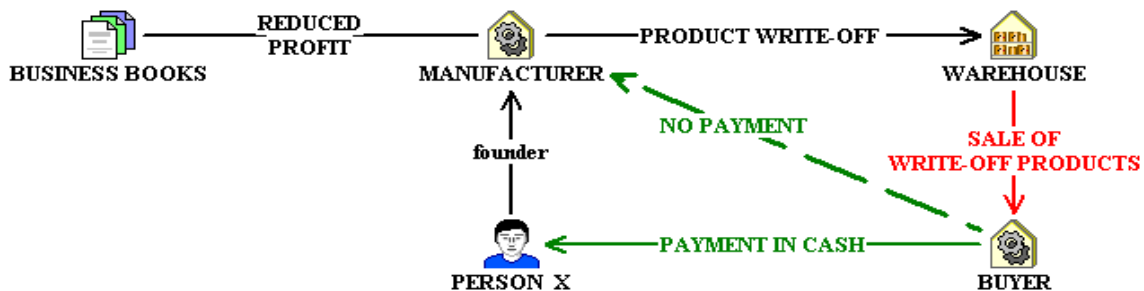 REDUCED
PROFIT
PRODUCT WRITE-OFF
BUSINESS BOOKS
MANUFACTURER
WAREHOUSE
NO PAYMENT
SALE OF
WRITE-OFF PRODUCTS
founder
PAYMENT IN CASH
PERSON X
BUYER